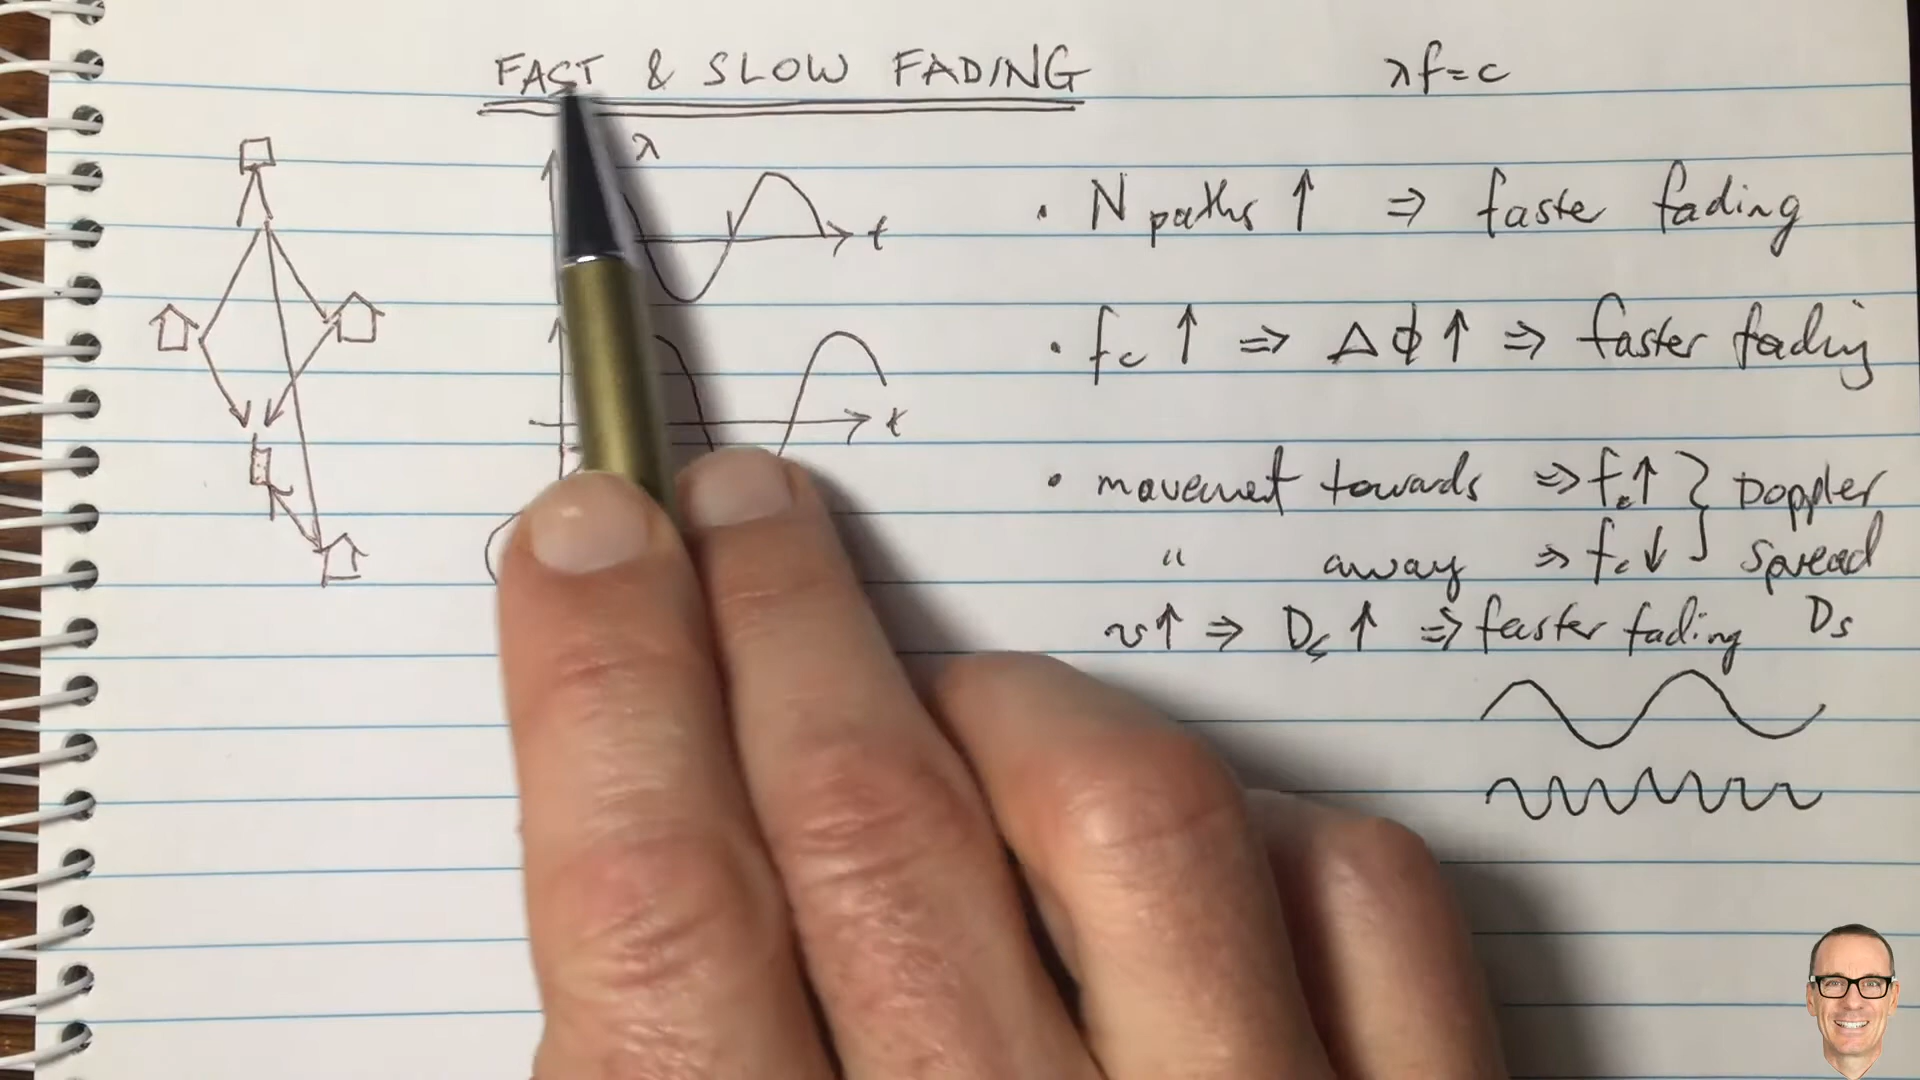 FAST & SLOW FADING
λf=c
λ
t
t
• N paths ↑ ⇒ faster fading
• fc ↑ ⇒ Δϕ↑ ⇒ faster fading
• movement towards ⇒ fc↑ } Doppler
" away ⇒ fc↓ spread
v↑ ⇒ Ds ↑ ⇒ faster fading Ds